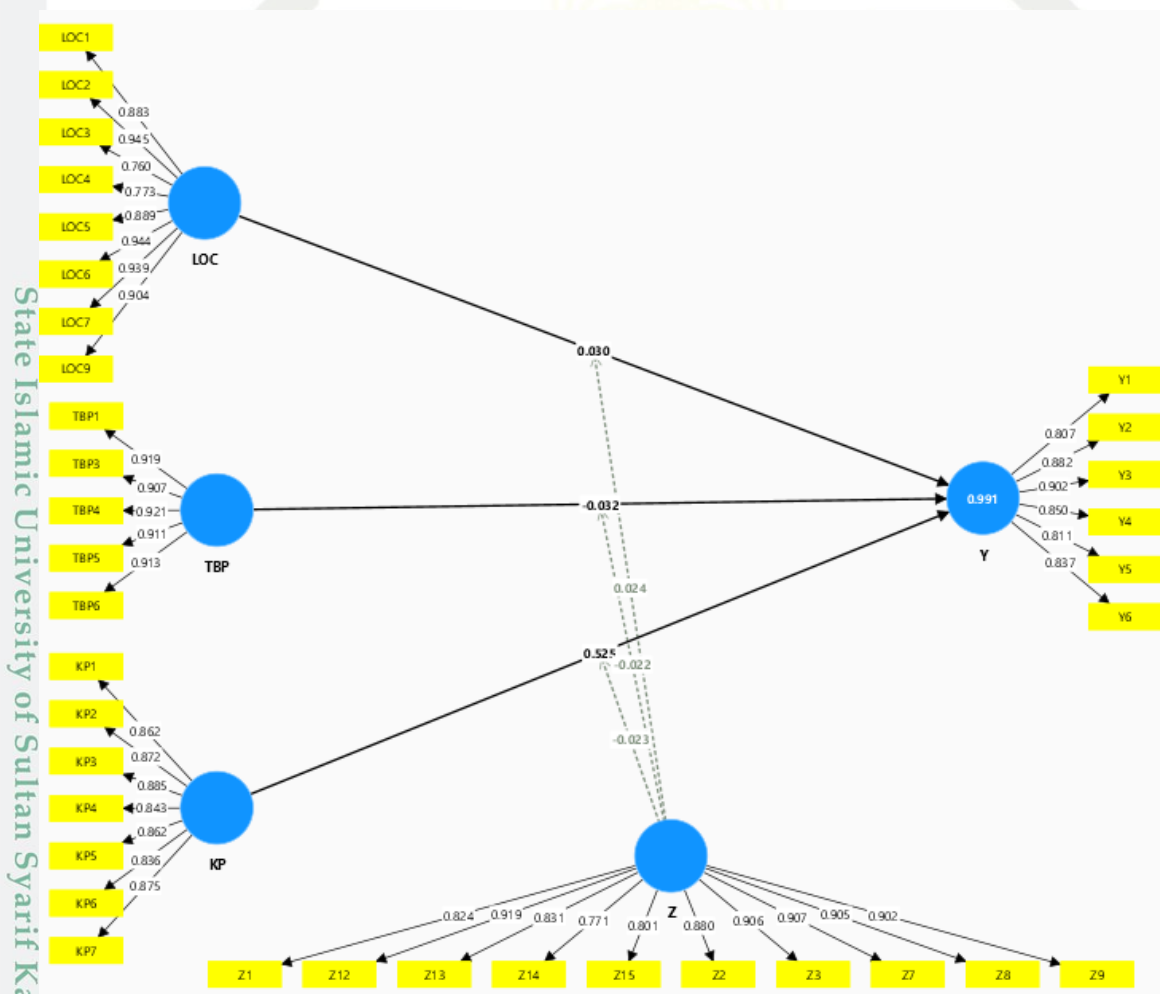 LOC1
LOC2
LOC3
LOC4
LOC5
LOC6
LOC7
LOC9
0.883
0.945
0.760
0.773
0.889
0.944
0.939
0.904
LOC
TBP1
TBP3
TBP4
TBP5
TBP6
0.919
0.907
0.921
0.911
0.913
TBP
KP1
KP2
KP3
KP4
KP5
KP6
KP7
0.862
0.872
0.885
0.843
0.862
0.836
0.875
KP
0.030
-0.032
0.525
0.024
-0.022
-0.023
0.991
Y
0.807
0.882
0.902
0.850
0.811
0.837
Y1
Y2
Y3
Y4
Y5
Y6
Z
0.824
0.919
0.831
0.771
0.801
0.880
0.906
0.907
0.905
0.902
Z1
Z12
Z13
Z14
Z15
Z2
Z3
Z7
Z8
Z9
State Islamic University of Sultan Syarif